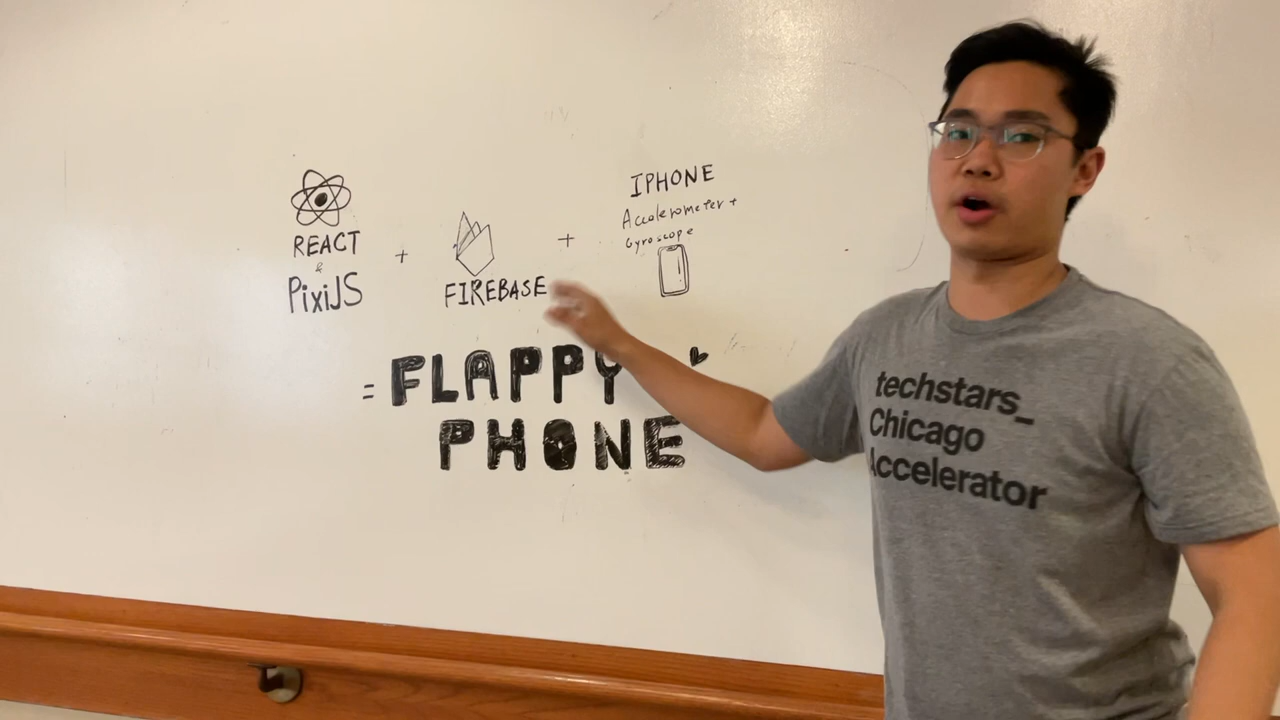 REACT
&
PixiJS
+
FIREBASE
+
IPHONE
Accelerometer +
Gyroscope
= FLAPPY
PHONE
techstars_
Chicago
Accelerator